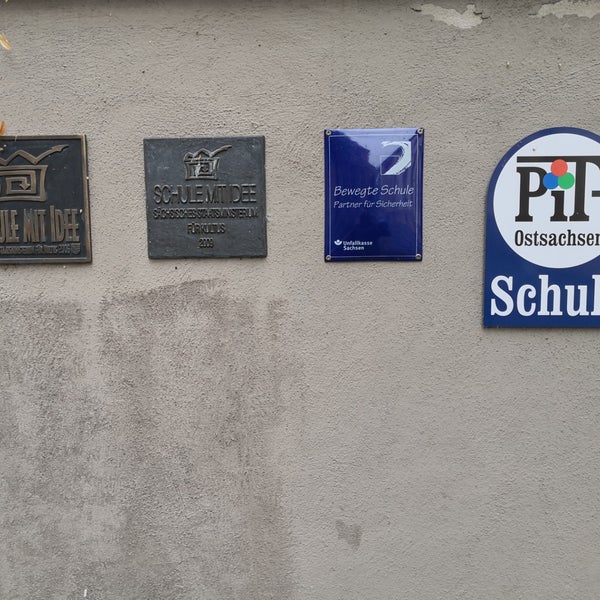 ULE MIT IDEE
SCHULE MIT IDEE
SÄCHSISCHES STAATSMINISTERIUM
FÜR KULTUS
2009
Bewegte Schule
Partner für Sicherheit
Unfallkasse
Sachsen
PiT-
Ostsachsen
Schul